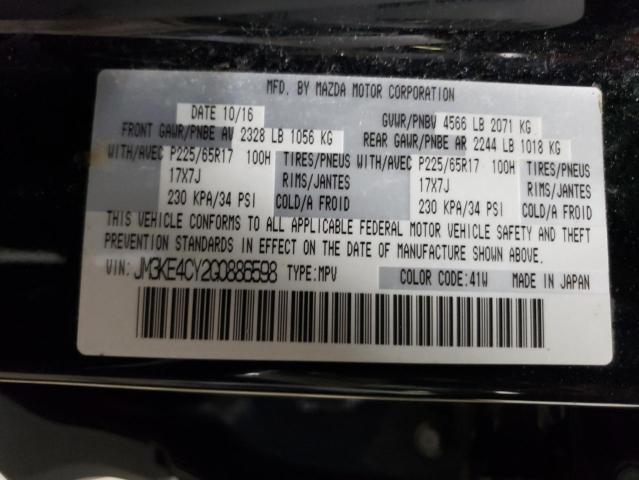 MFD. BY MAZDA MOTOR CORPORATION
DATE 10/16 GVWR/PNBV 4566 LB 2071 KG
FRONT GAWR/PNBE AV 2328 LB 1056 KG REAR GAWR/PNBE AR 2244 LB 1018 KG
WITH/AVEC P225/65R17 100H TIRES/PNEUS WITH/AVEC P225/65R17 100H TIRES/PNEUS
17X7J RIMS/JANTES 17X7J RIMS/JANTES
230 KPA/34 PSI COLD/A FROID 230 KPA/34 PSI COLD/A FROID
THIS VEHICLE CONFORMS TO ALL APPLICABLE FEDERAL MOTOR VEHICLE SAFETY AND THEFT
PREVENTION STANDARDS IN EFFECT ON THE DATE OF MANUFACTURE SHOWN ABOVE.
VIN: JM3KE4CY2G0886598 TYPE:MPV COLOR CODE:41W MADE IN JAPAN